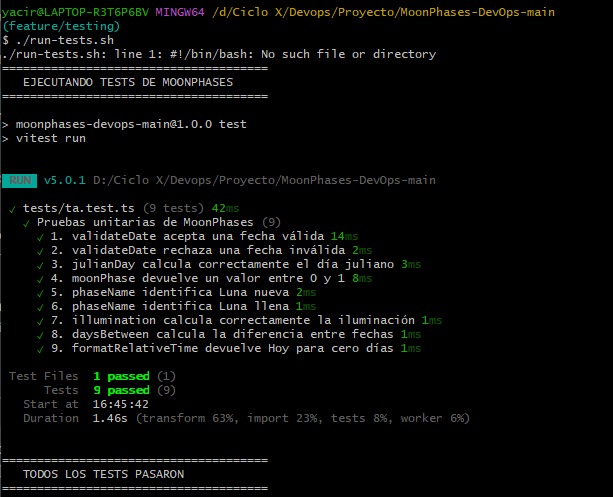 yacir@LAPTOP-R3T6P6BV MINGW64 /d/Ciclo X/Devops/Proyecto/MoonPhases-DevOps-main
(feature/testing)
$ ./run-tests.sh
./run-tests.sh: line 1: #!/bin/bash: No such file or directory
======================================
EJECUTANDO TESTS DE MOONPHASES
======================================
> moonphases-devops-main@1.0.0 test
> vitest run
RUN v5.0.1 D:/Ciclo X/Devops/Proyecto/MoonPhases-DevOps-main
✓ tests/ta.test.ts (9 tests) 42ms
✓ Pruebas unitarias de MoonPhases (9)
✓ 1. validateDate acepta una fecha válida 14ms
✓ 2. validateDate rechaza una fecha inválida 2ms
✓ 3. julianDay calcula correctamente el día juliano 3ms
✓ 4. moonPhase devuelve un valor entre 0 y 1 8ms
✓ 5. phaseName identifica Luna nueva 2ms
✓ 6. phaseName identifica Luna llena 1ms
✓ 7. illumination calcula correctamente la iluminación 1ms
✓ 8. daysBetween calcula la diferencia entre fechas 1ms
✓ 9. formatRelativeTime devuelve Hoy para cero días 1ms
Test Files 1 passed (1)
Tests 9 passed (9)
Start at 16:45:42
Duration 1.46s (transform 63%, import 23%, tests 8%, worker 6%)
======================================
TODOS LOS TESTS PASARON
======================================